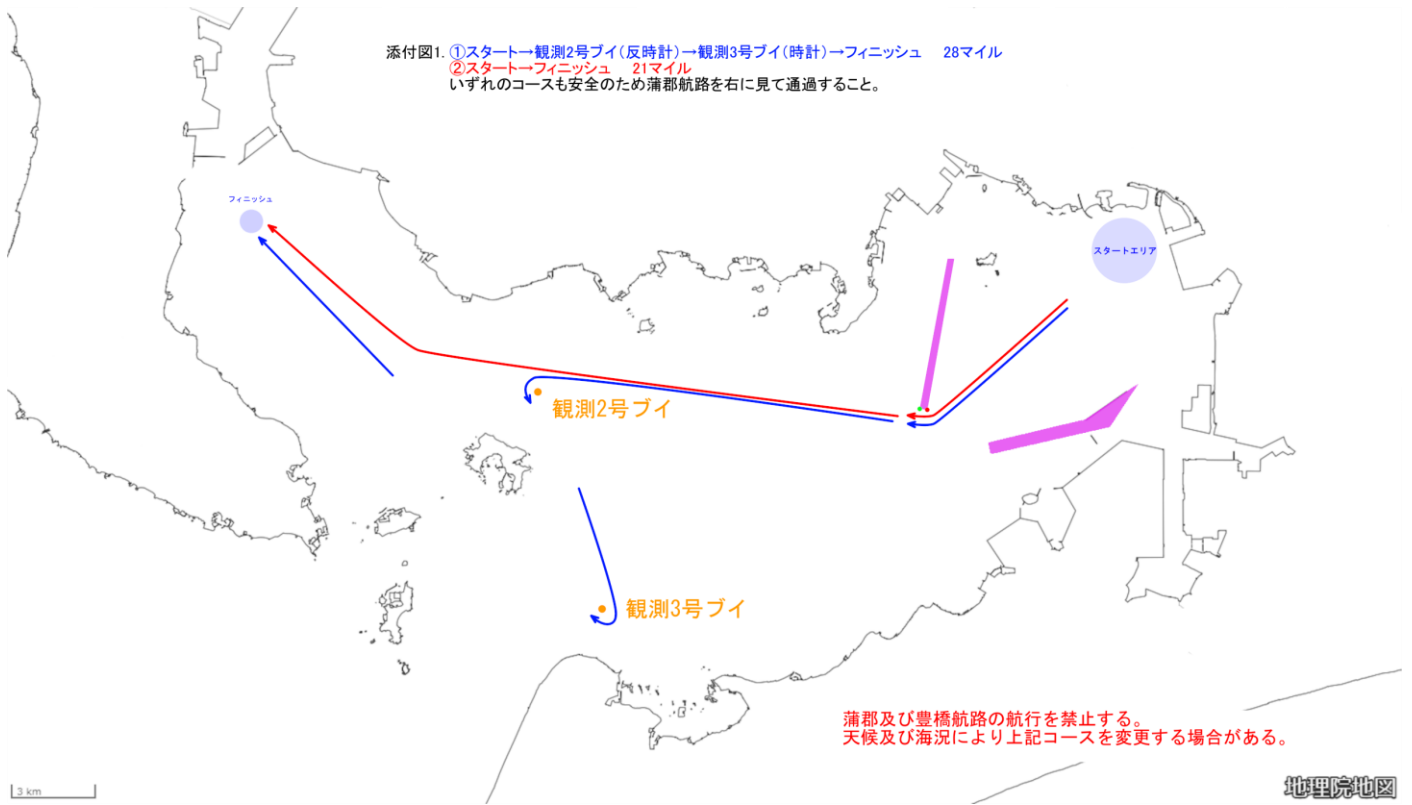 添付図1. ①スタート→観測2号ブイ(反時計)→観測3号ブイ(時計)→フィニッシュ　28マイル
②スタート→フィニッシュ　21マイル
いずれのコースも安全のため蒲郡航路を右に見て通過すること。
フィニッシュ
スタートエリア
観測2号ブイ
観測3号ブイ
蒲郡及び豊橋航路の航行を禁止する。
天候及び海況により上記コースを変更する場合がある。
3 km
地理院地図